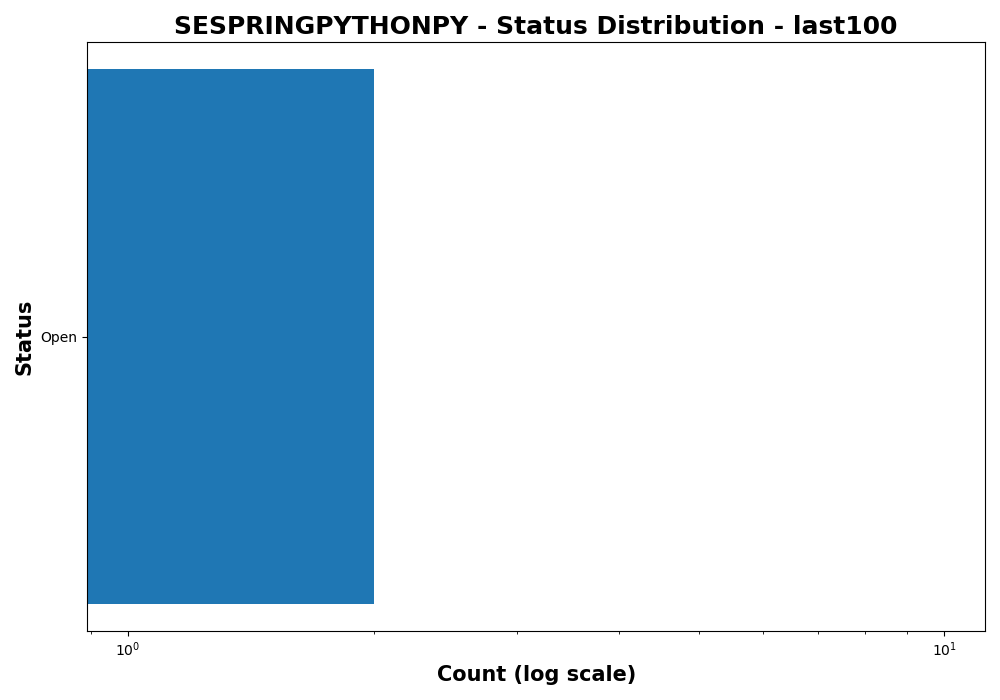 SESPRINGPYTHONPY - Status Distribution - last100
Status
Open
10⁰
10¹
Count (log scale)